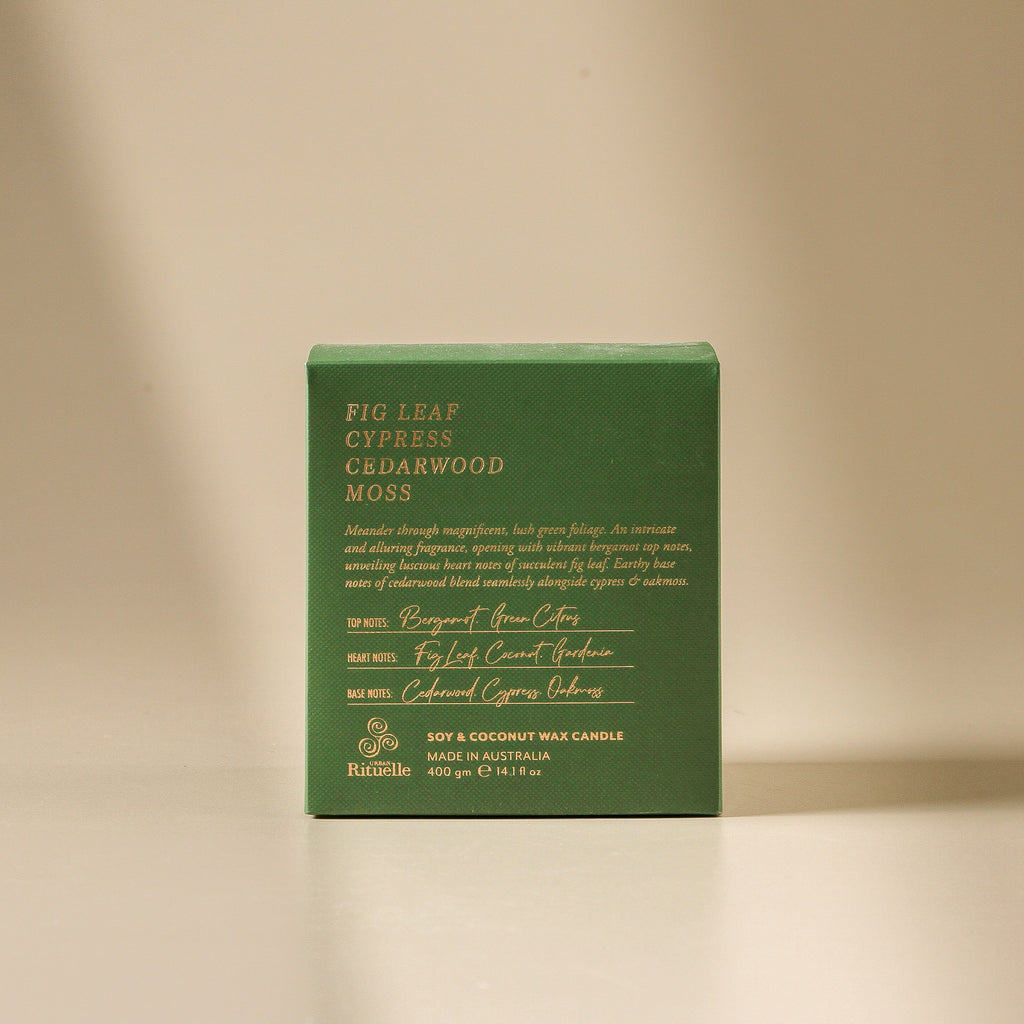 FIG LEAF
CYPRESS
CEDARWOOD
MOSS
Meander through magnificent, lush green foliage. An intricate
and alluring fragrance, opening with vibrant bergamot top notes,
unveiling luscious heart notes of succulent fig leaf. Earthy base
notes of cedarwood blend seamlessly alongside cypress & oakmoss.
TOP NOTES: Bergamot, Green Citrus
HEART NOTES: Fig Leaf, Coconut, Gardenia
BASE NOTES: Cedarwood, Cypress, Oakmoss
URBAN
Rituelle
SOY & COCONUT WAX CANDLE
MADE IN AUSTRALIA
400 gm ℮ 14.1 fl oz